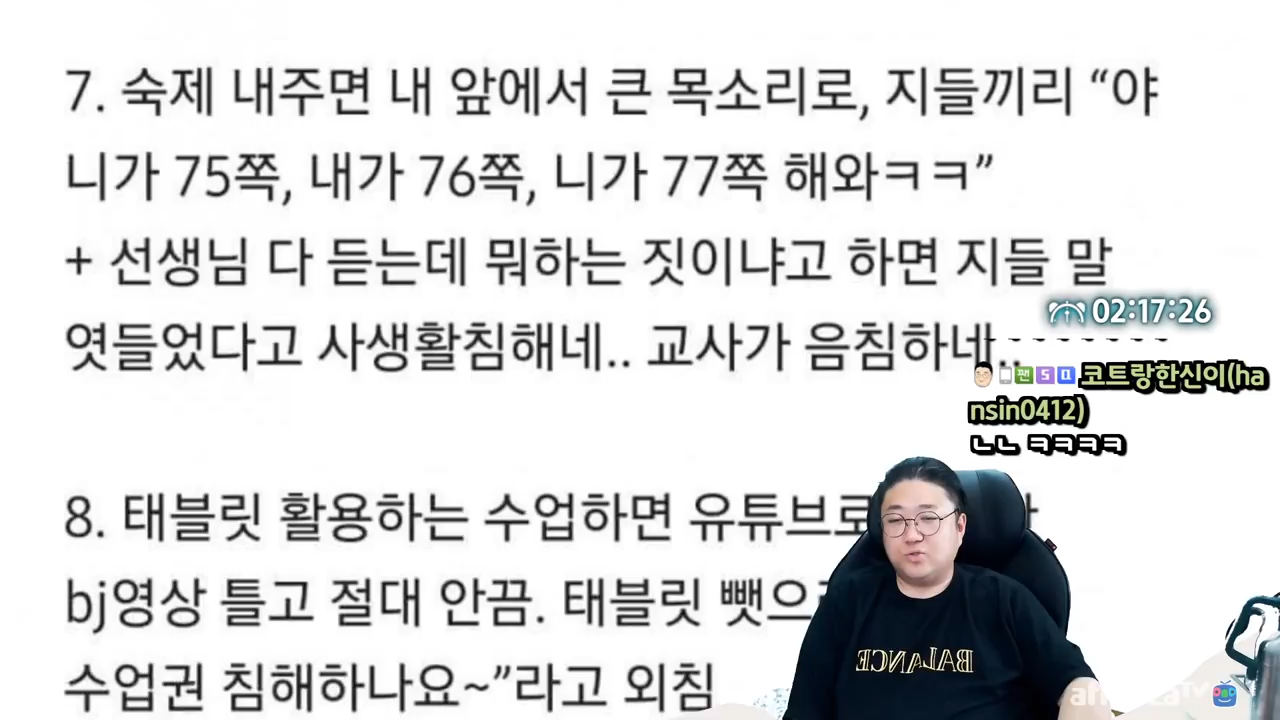 7. 숙제 내주면 내 앞에서 큰 목소리로, 지들끼리 “야
니가 75쪽, 내가 76쪽, 니가 77쪽 해와ㅋㅋ”
+ 선생님 다 듣는데 뭐하는 짓이냐고 하면 지들 말
엿들었다고 사생활침해네.. 교사가 음침하네..
02:17:26
코트랑한신이(ha
nsin0412)
ㄴㄴ ㅋㅋㅋㅋ
8. 태블릿 활용하는 수업하면 유튜브로
bj영상 틀고 절대 안끔. 태블릿 뺏으
수업권 침해하나요~”라고 외침
BALANCE